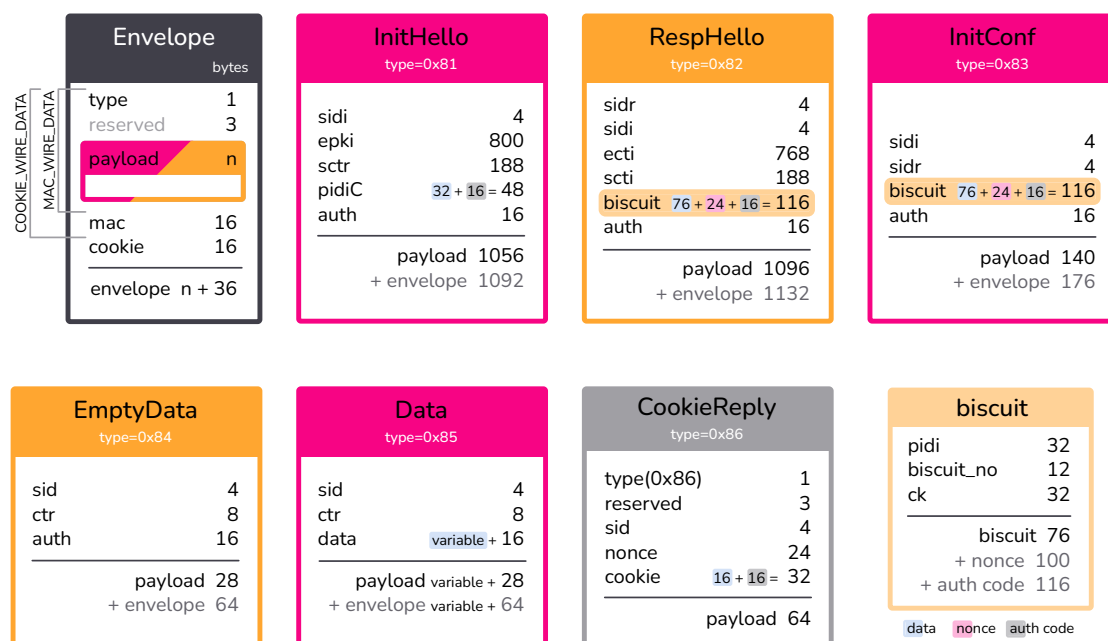 Envelope
bytes
COOKIE_WIRE_DATA
MAC_WIRE_DATA
type 1
reserved 3
payload n
mac 16
cookie 16
envelope n + 36
InitHello
type=0x81
sidi 4
epki 800
sctr 188
pidiC 32 + 16 = 48
auth 16
payload 1056
+ envelope 1092
RespHello
type=0x82
sidr 4
sidi 4
ecti 768
scti 188
biscuit 76 + 24 + 16 = 116
auth 16
payload 1096
+ envelope 1132
InitConf
type=0x83
sidi 4
sidr 4
biscuit 76 + 24 + 16 = 116
auth 16
payload 140
+ envelope 176
EmptyData
type=0x84
sid 4
ctr 8
auth 16
payload 28
+ envelope 64
Data
type=0x85
sid 4
ctr 8
data variable + 16
payload variable + 28
+ envelope variable + 64
CookieReply
type=0x86
type(0x86) 1
reserved 3
sid 4
nonce 24
cookie 16 + 16 = 32
payload 64
biscuit
pidi 32
biscuit_no 12
ck 32
biscuit 76
+ nonce 100
+ auth code 116
data nonce auth code